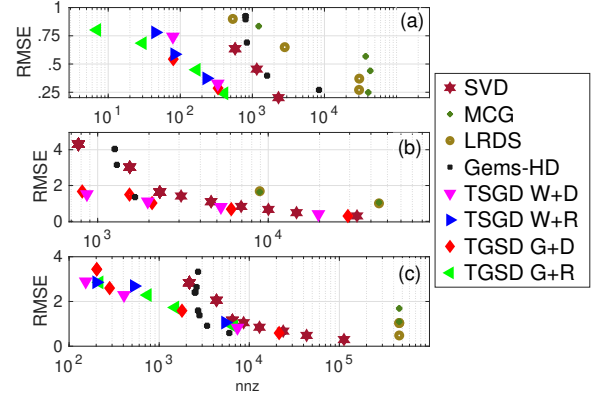 1
(a)
.75
RMSE
.5
.25
10^1
10^2
10^3
10^4
(b)
4
RMSE
2
0
10^3
10^4
4
(c)
RMSE
2
0
10^2
10^3
10^4
10^5
nnz
SVD
MCG
LRDS
Gems-HD
TSGD W+D
TSGD W+R
TGSD G+D
TGSD G+R